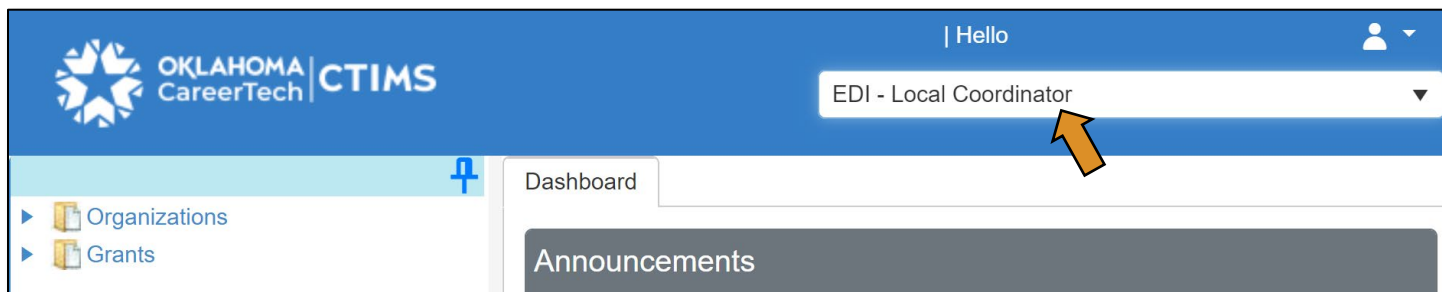 | Hello
OKLAHOMA
CareerTech | CTIMS
EDI - Local Coordinator
Dashboard
Organizations
Grants
Announcements